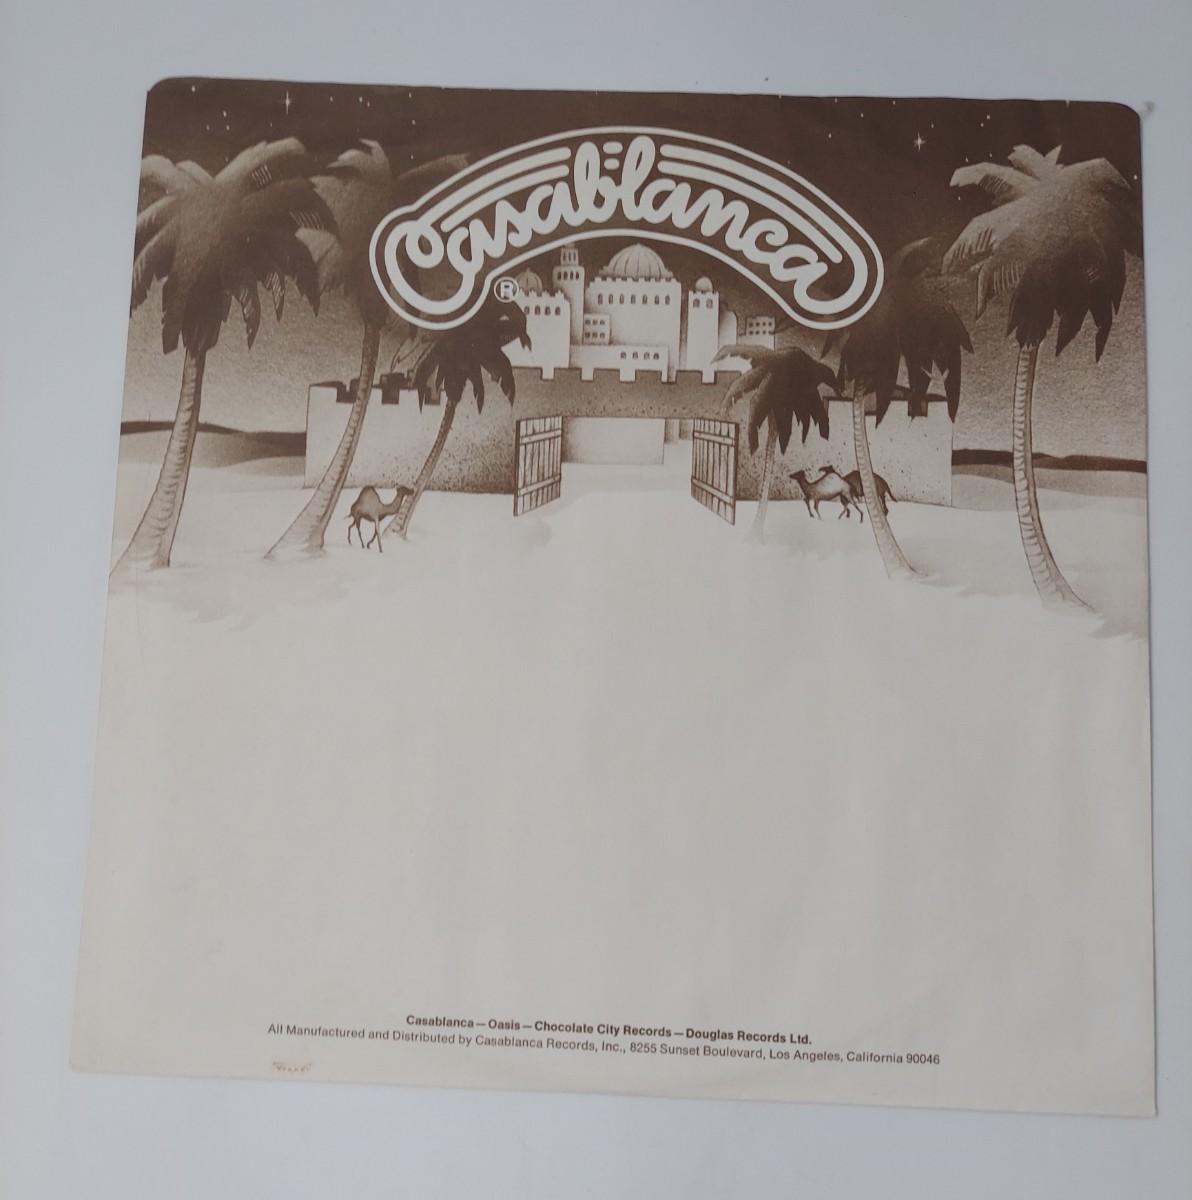 Casablanca
®
Casablanca — Oasis — Chocolate City Records — Douglas Records Ltd.
All Manufactured and Distributed by Casablanca Records, Inc., 8255 Sunset Boulevard, Los Angeles, California 90046